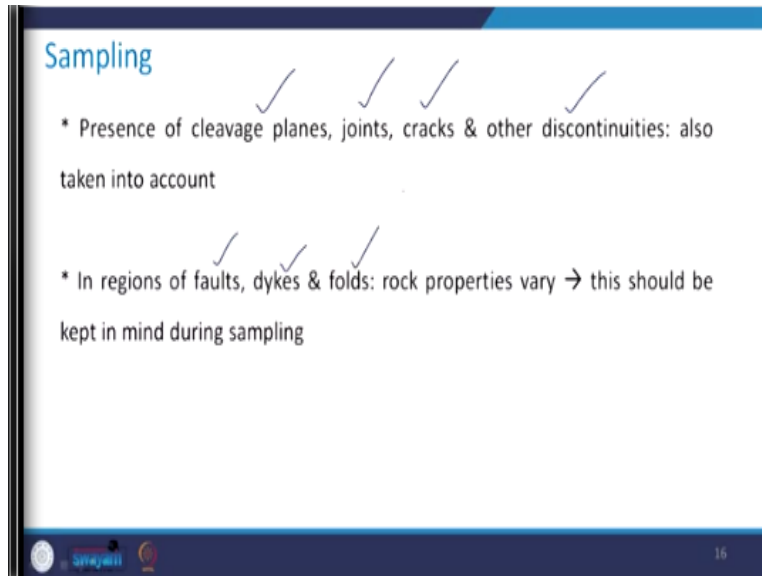 Sampling
* Presence of cleavage planes, joints, cracks & other discontinuities: also
taken into account
* In regions of faults, dykes & folds: rock properties vary → this should be
kept in mind during sampling
swayam
16